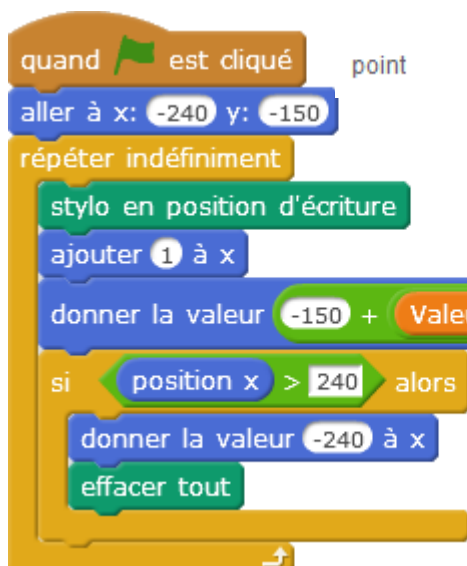 quand est cliqué point
aller à x: -240 y: -150
répéter indéfiniment
stylo en position d'écriture
ajouter 1 à x
donner la valeur -150 + Vale
si position x > 240 alors
donner la valeur -240 à x
effacer tout